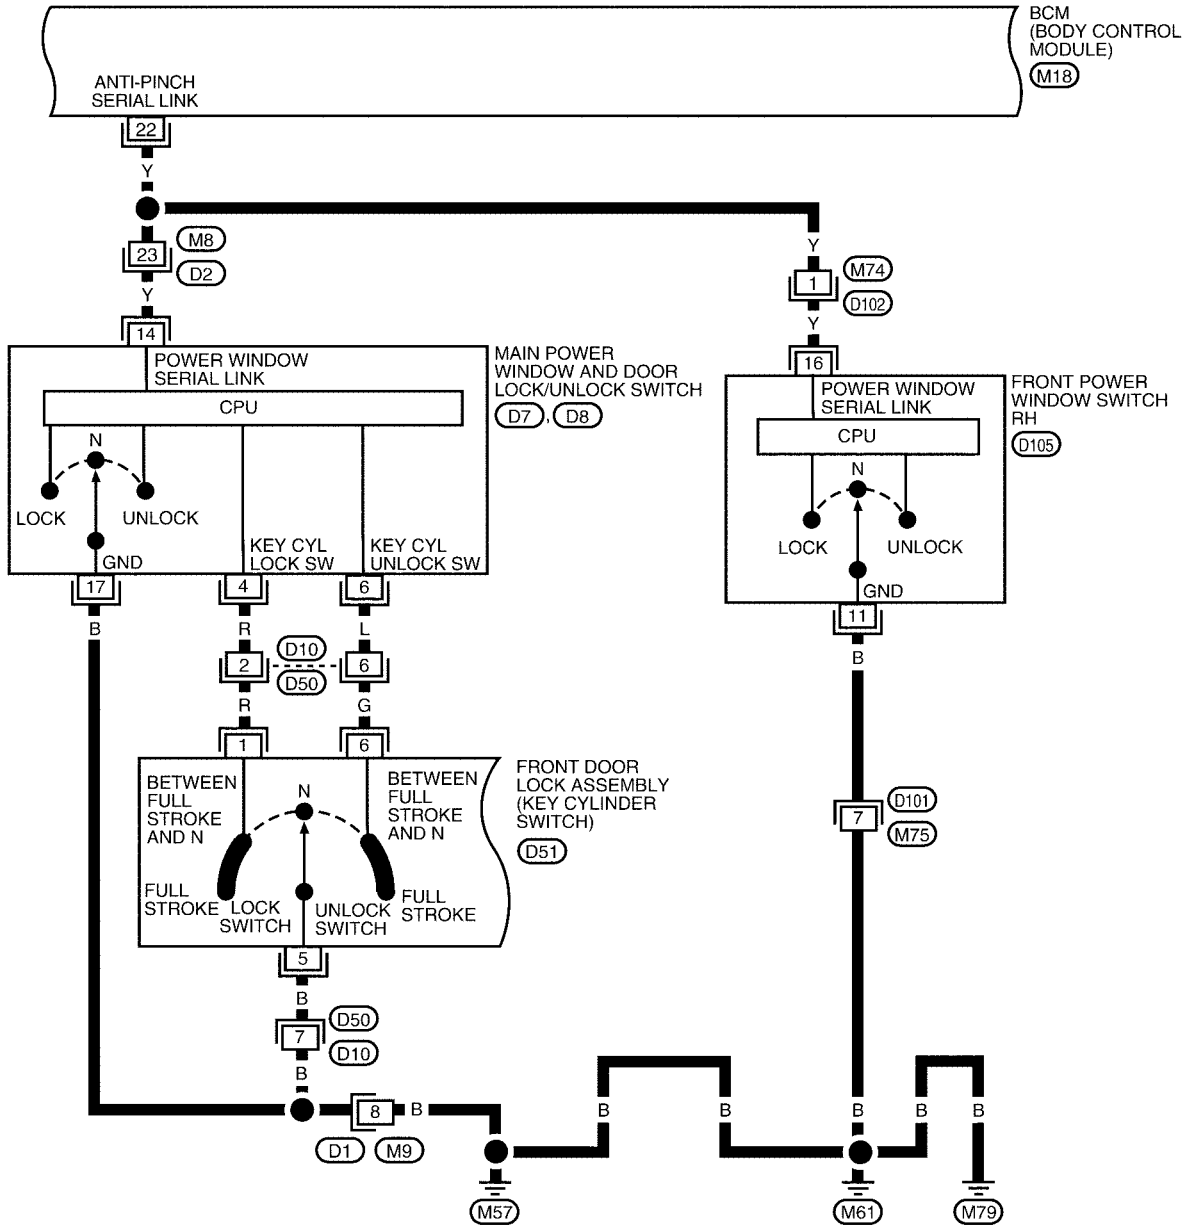 BCM
(BODY CONTROL
MODULE)
M18
ANTI-PINCH
SERIAL LINK
22
Y
Y
M8
23
D2
M74
1
D102
Y
Y
14
16
POWER WINDOW
SERIAL LINK
CPU
N
LOCK
UNLOCK
GND
KEY CYL
LOCK SW
KEY CYL
UNLOCK SW
MAIN POWER
WINDOW AND DOOR
LOCK/UNLOCK SWITCH
D7, D8
POWER WINDOW
SERIAL LINK
CPU
N
LOCK
UNLOCK
GND
FRONT POWER
WINDOW SWITCH
RH
D105
17
4
6
11
B
R
L
B
D10
2
6
D50
R
G
1
6
BETWEEN
FULL
STROKE
AND N
N
BETWEEN
FULL
STROKE
AND N
FULL
STROKE
LOCK
SWITCH
UNLOCK
SWITCH
FULL
STROKE
FRONT DOOR
LOCK ASSEMBLY
(KEY CYLINDER
SWITCH)
D51
D101
7
M75
5
B
D50
7
D10
B
8
B
D1
M9
B
B
B
B
B
M57
M61
M79